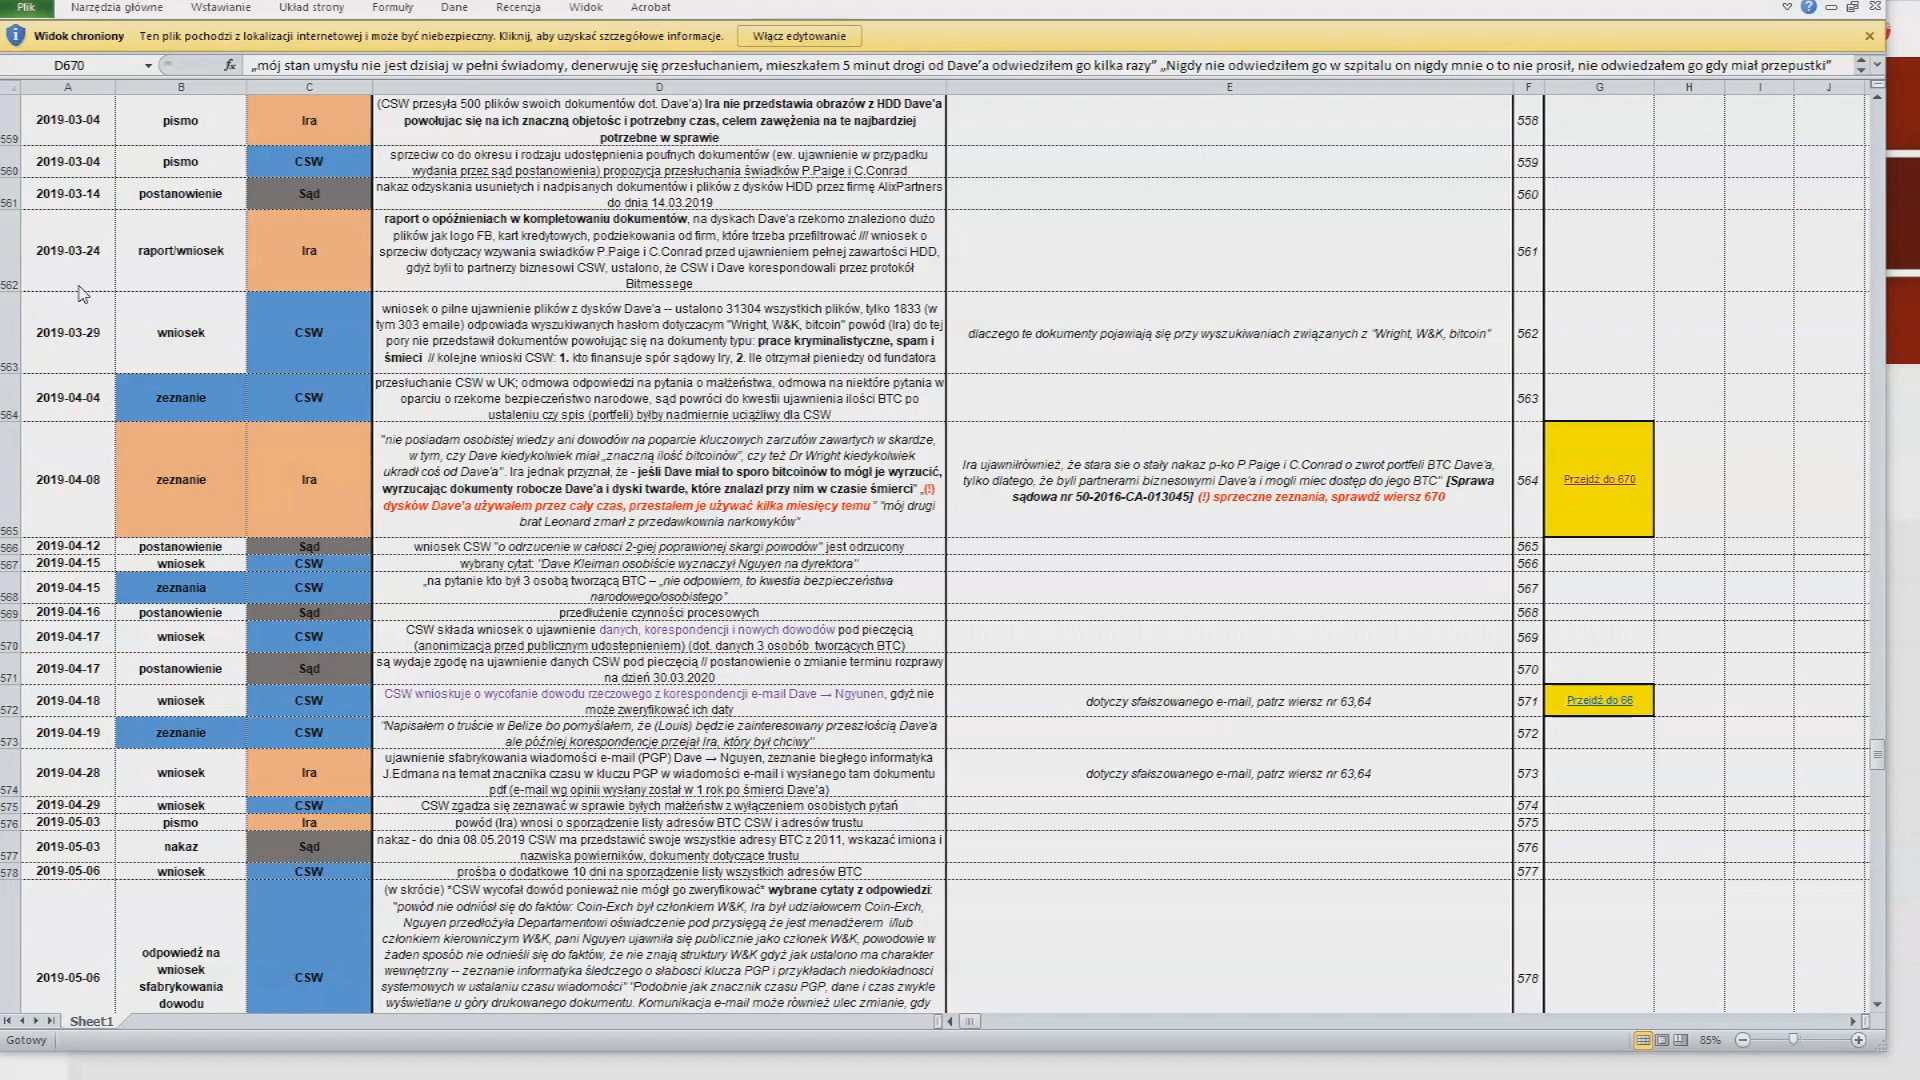 Plik Narzędzia główne Wstawianie Układ strony Formuły Dane Recenzja Widok Acrobat
Widok chroniony Ten plik pochodzi z lokalizacji internetowej i może być niebezpieczny. Kliknij, aby uzyskać szczegółowe informacje. Włącz edytowanie
D670 fx „mój stan umysłu nie jest dzisiaj w pełni świadomy, denerwuję się przesłuchaniem, mieszkałem 5 minut drogi od Dave'a odwiedziłem go kilka razy” „Nigdy nie odwiedziłem go w szpitalu on nigdy mnie o to nie prosił, nie odwiedzałem go gdy miał przepustki”
A B C D E F G H I J
559 2019-03-04 pismo Ira (CSW przesyła 500 plików swoich dokumentów dot. Dave'a) Ira nie przedstawia obrazów z HDD Dave'a
powołując się na ich znaczną objętośc i potrzebny czas, celem zawężenia na te najbardziej
potrzebne w sprawie 558
560 2019-03-04 pismo CSW sprzeciw co do okresu i rodzaju udostępnienia poufnych dokumentów (ew. ujawnienie w przypadku
wydania przez sąd postanowienia) propozycja przesłuchania świadków P.Paige i C.Conrad 559
561 2019-03-14 postanowienie Sąd nakaz odzyskania usunietych i nadpisanych dokumentów i plików z dysków HDD przez firmę AlixPartners
do dnia 14.03.2019 560
562 2019-03-24 raport/wniosek Ira raport o opóźnieniach w kompletowaniu dokumentów, na dyskach Dave'a rzekomo znaleziono dużo
plików jak logo FB, kart kredytowych, podziekowania od firm, które trzeba przefiltrować /// wniosek o
sprzeciw dotyczacy wzywania swiadków P.Paige i C.Conrad przed ujawnieniem pełnej zawartości HDD,
gdyż byli to partnerzy biznesowi CSW, ustalono, że CSW i Dave korespondowali przez protokół
Bitmessege 561
563 2019-03-29 wniosek CSW wniosek o pilne ujawnienie plików z dysków Dave'a -- ustalono 31304 wszystkich plików, tylko 1833 (w
tym 303 emaile) odpowiada wyszukiwanych hasłom dotyczacym "Wright, W&K, bitcoin" powód (Ira) do tej
pory nie przedstawił dokumentów powołując się na dokumenty typu: prace kryminalistyczne, spam i
śmieci // kolejne wnioski CSW: 1. kto finansuje spór sądowy Iry, 2. Ile otrzymał pieniedzy od fundatora
dlaczego te dokumenty pojawiają się przy wyszukiwaniach związanych z "Wright, W&K, bitcoin" 562
564 2019-04-04 zeznanie CSW przesłuchanie CSW w UK; odmowa odpowiedzi na pytania o małżeństwa, odmowa na niektóre pytania w
oparciu o rzekome bezpieczeństwo narodowe, sąd powróci do kwestii ujawnienia ilości BTC po
ustaleniu czy spis (portfeli) byłby nadmiernie uciążliwy dla CSW 563
565 2019-04-08 zeznanie Ira "nie posiadam osobistej wiedzy ani dowodów na poparcie kluczowych zarzutów zawartych w skardze,
w tym, czy Dave kiedykolwiek miał „znaczną ilość bitcoinów”, czy też Dr Wright kiedykolwiek
ukradł coś od Dave'a". Ira jednak przyznał, że - jeśli Dave miał to sporo bitcoinów to mógł je wyrzucić,
wyrzucając dokumenty robocze Dave'a i dyski twarde, które znalazł przy nim w czasie śmierci" „(!)
dysków Dave'a używałem przez cały czas, przestałem je używać kilka miesięcy temu" "mój drugi
brat Leonard zmarł z przedawkownia narkowyków"
Ira ujawniłrównież, że stara sie o stały nakaz p-ko P.Paige i C.Conrad o zwrot portfeli BTC Dave'a,
tylko dlatego, że byli partnerami biznesowymi Dave'a i mogli miec dostęp do jego BTC" [Sprawa
sądowa nr 50-2016-CA-013045] (!) sprzeczne zeznania, sprawdź wiersz 670
564 Przejdź do 670
566 2019-04-12 postanowienie Sąd wniosek CSW "o odrzucenie w całosci 2-giej poprawionej skargi powodów" jest odrzucony 565
567 2019-04-15 wniosek CSW wybrany cytat: "Dave Kleiman osobiście wyznaczył Nguyen na dyrektora" 566
568 2019-04-15 zeznania CSW „na pytanie kto był 3 osobą tworzącą BTC – „nie odpowiem, to kwestia bezpieczeństwa
narodowego/osobistego” 567
569 2019-04-16 postanowienie Sąd przedłużenie czynności procesowych 568
570 2019-04-17 wniosek CSW CSW składa wniosek o ujawnienie danych, korespondencji i nowych dowodów pod pieczęcią
(anonimizacja przed publicznym udostepnieniem) (dot. danych 3 osobób tworzących BTC) 569
571 2019-04-17 postanowienie Sąd są wydaje zgodę na ujawnienie danych CSW pod pieczęcią // postanowienie o zmianie terminu rozprawy
na dzień 30.03.2020 570
572 2019-04-18 wniosek CSW CSW wnioskuje o wycofanie dowodu rzeczowego z korespondencji e-mail Dave → Ngyunen, gdyż nie
może zweryfikować ich daty dotyczy sfałszowanego e-mail, patrz wiersz nr 63,64 571 Przejdź do 66
573 2019-04-19 zeznanie CSW "Napisałem o truście w Belize bo pomyślałem, że (Louis) będzie zainteresowany przeszłością Dave'a
ale później korespondencję przejął Ira, który był chciwy" 572
574 2019-04-28 wniosek Ira ujawnienie sfabrykowania wiadomości e-mail (PGP) Dave → Nguyen, zeznanie biegłego informatyka
J.Edmana na temat znacznika czasu w kluczu PGP w wiadomości e-mail i wysłanego tam dokumentu
pdf (e-mail wg opinii wysłany został w 1 rok po śmierci Dave'a) dotyczy sfałszowanego e-mail, patrz wiersz nr 63,64 573
575 2019-04-29 wniosek CSW CSW zgadza się zeznawać w sprawie byłych małżeństw z wyłączeniem osobistych pytań 574
576 2019-05-03 pismo Ira powód (Ira) wnosi o sporządzenie listy adresów BTC CSW i adresów trustu 575
577 2019-05-03 nakaz Sąd nakaz - do dnia 08.05.2019 CSW ma przedstawić swoje wszystkie adresy BTC z 2011, wskazać imiona i
nazwiska powierników, dokumenty dotyczące trustu 576
578 2019-05-06 wniosek CSW prośba o dodatkowe 10 dni na sporządzenie listy wszystkich adresów BTC 577
2019-05-06 odpowiedź na
wniosek
sfabrykowania
dowodu
CSW (w skrócie) *CSW wycofał dowód ponieważ nie mógł go zweryfikować* wybrane cytaty z odpowiedzi:
"powód nie odniósł się do faktów: Coin-Exch był członkiem W&K, Ira był udziałowcem Coin-Exch,
Nguyen przedłożyła Departamentowi oświadczenie pod przysięgą że jest menadżerem i/lub
członkiem kierowniczym W&K, pani Nguyen ujawniła się publicznie jako członek W&K, powodowie w
żaden sposób nie odnieśli się do faktów, że nie znają struktury W&K gdyż jak ustalono ma charakter
wewnętrzny -- zeznanie informatyka śledczego o słabosci klucza PGP i przykładach niedokładnosci
systemowych w ustalaniu czasu wiadomości" "Podobnie jak znacznik czasu PGP, data i czas zwykle
wyświetlane u góry drukowanego dokumentu. Komunikacja e-mail może również ulec zmianie, gdy
578
Sheet1
Gotowy 85%